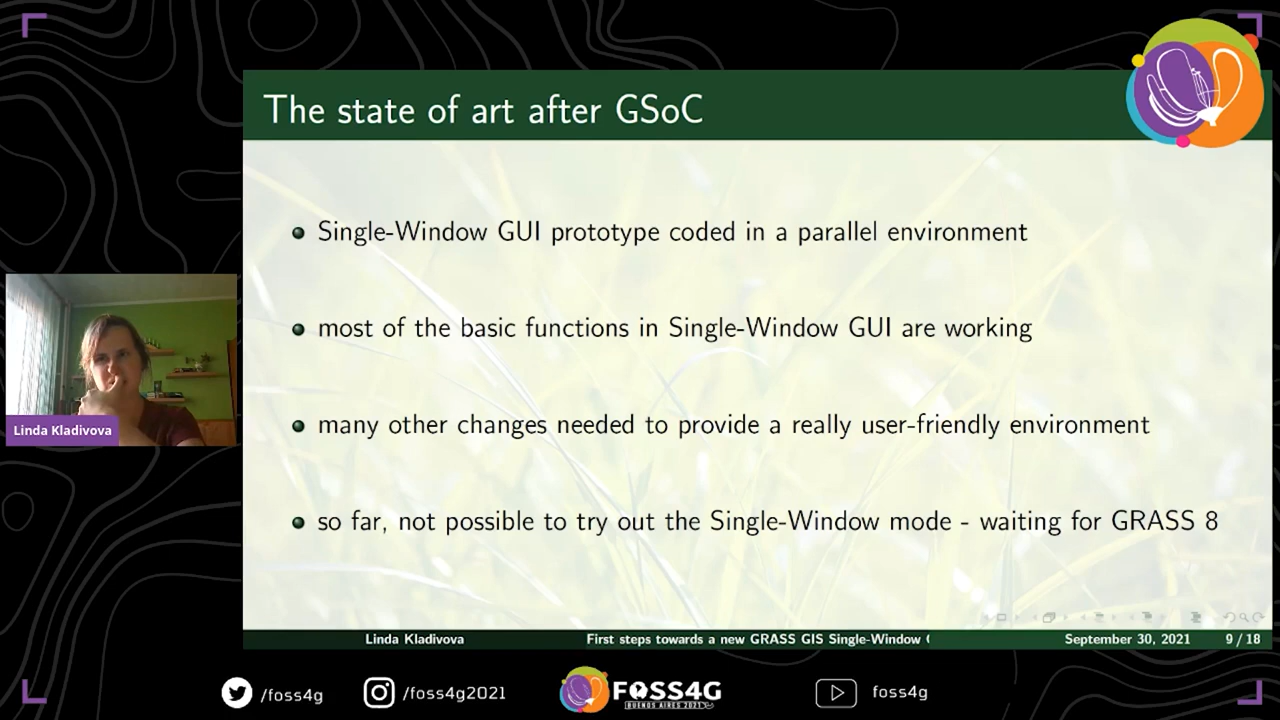 The state of art after GSoC
Single-Window GUI prototype coded in a parallel environment
most of the basic functions in Single-Window GUI are working
many other changes needed to provide a really user-friendly environment
so far, not possible to try out the Single-Window mode - waiting for GRASS 8
Linda Kladivova
Linda Kladivova First steps towards a new GRASS GIS Single-Window September 30, 2021 9 / 18
/foss4g /foss4g2021 FOSS4G foss4g
BUENOS AIRES 2021